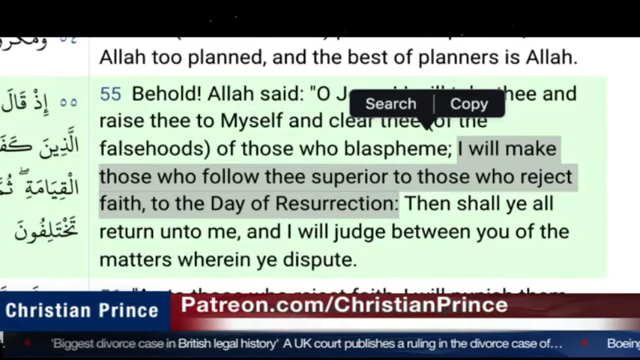 Allah too planned, and the best of planners is Allah.
٥٥ إِذْ قَالَ
55 Behold! Allah said: "O thee and
Search Copy
raise thee to Myself and clear thee (of the
falsehoods) of those who blaspheme; I will make
those who follow thee superior to those who reject
faith, to the Day of Resurrection: Then shall ye all
return unto me, and I will judge between you of the
matters wherein ye dispute.
الَّذِينَ
الْقِيَامَةِ ۖ
تَخْتَلِفُونَ
Christian Prince
Patreon.com/ChristianPrince
'Biggest divorce case in British legal history' A UK court publishes a ruling in the divorce case of...
Boeing